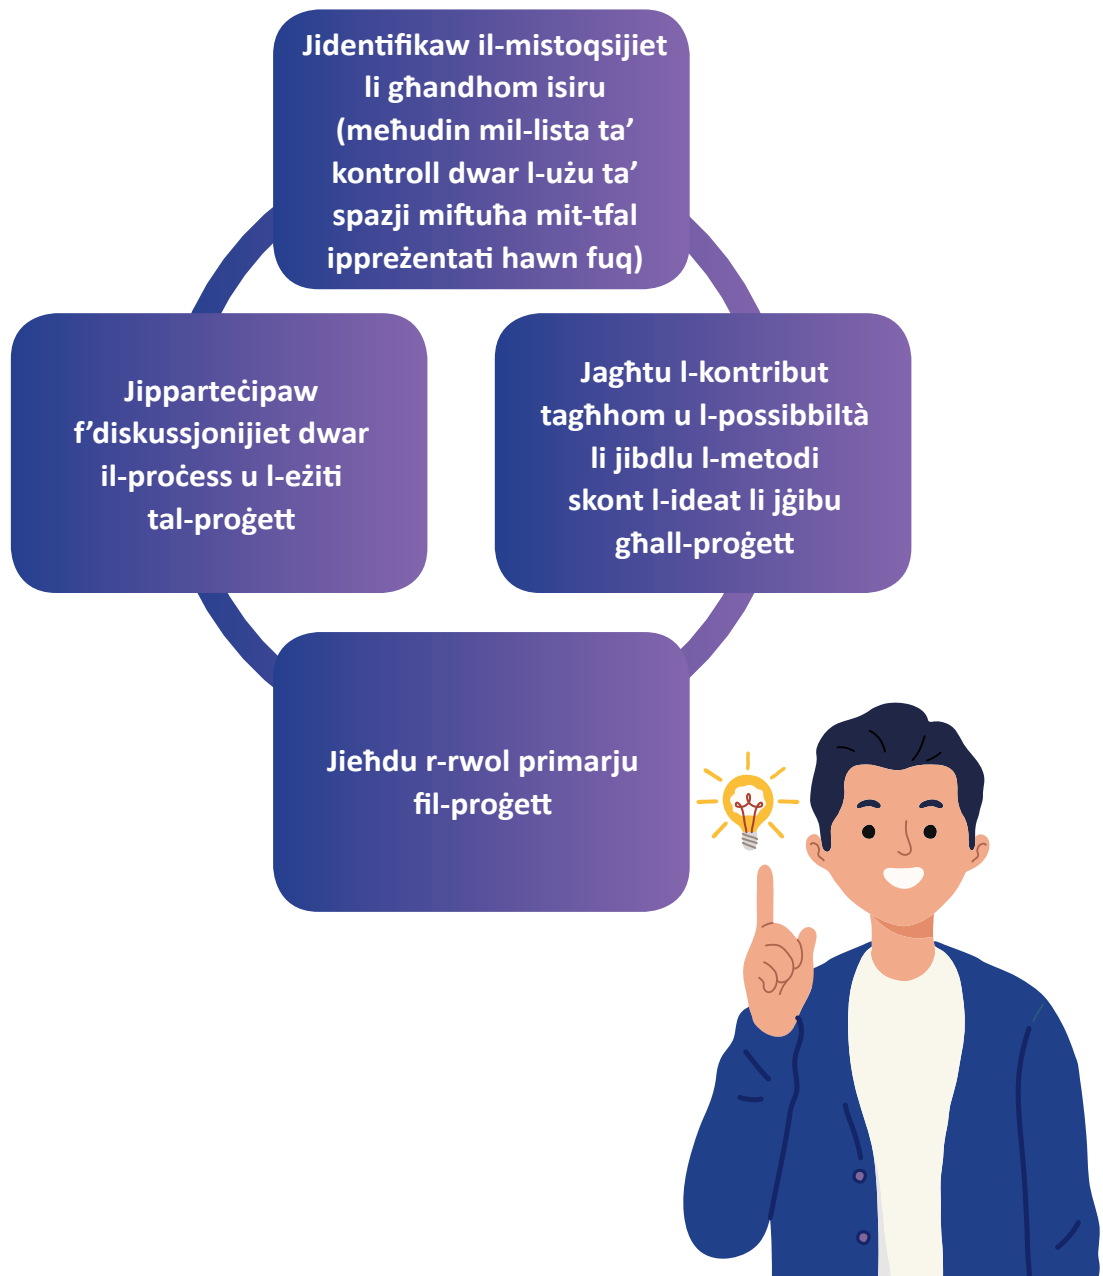 Jidentifikaw il-mistoqsijiet
li għandhom isiru
(meħudin mil-lista ta’
kontroll dwar l-użu ta’
spazji miftuħa mit-tfal
ippreżentati hawn fuq)
Jipparteċipaw
f’diskussjonijiet dwar
il-proċess u l-eżiti
tal-proġett
Jagħtu l-kontribut
tagħhom u l-possibbiltà
li jibdlu l-metodi
skont l-ideat li jġibu
għall-proġett
Jieħdu r-rwol primarju
fil-proġett